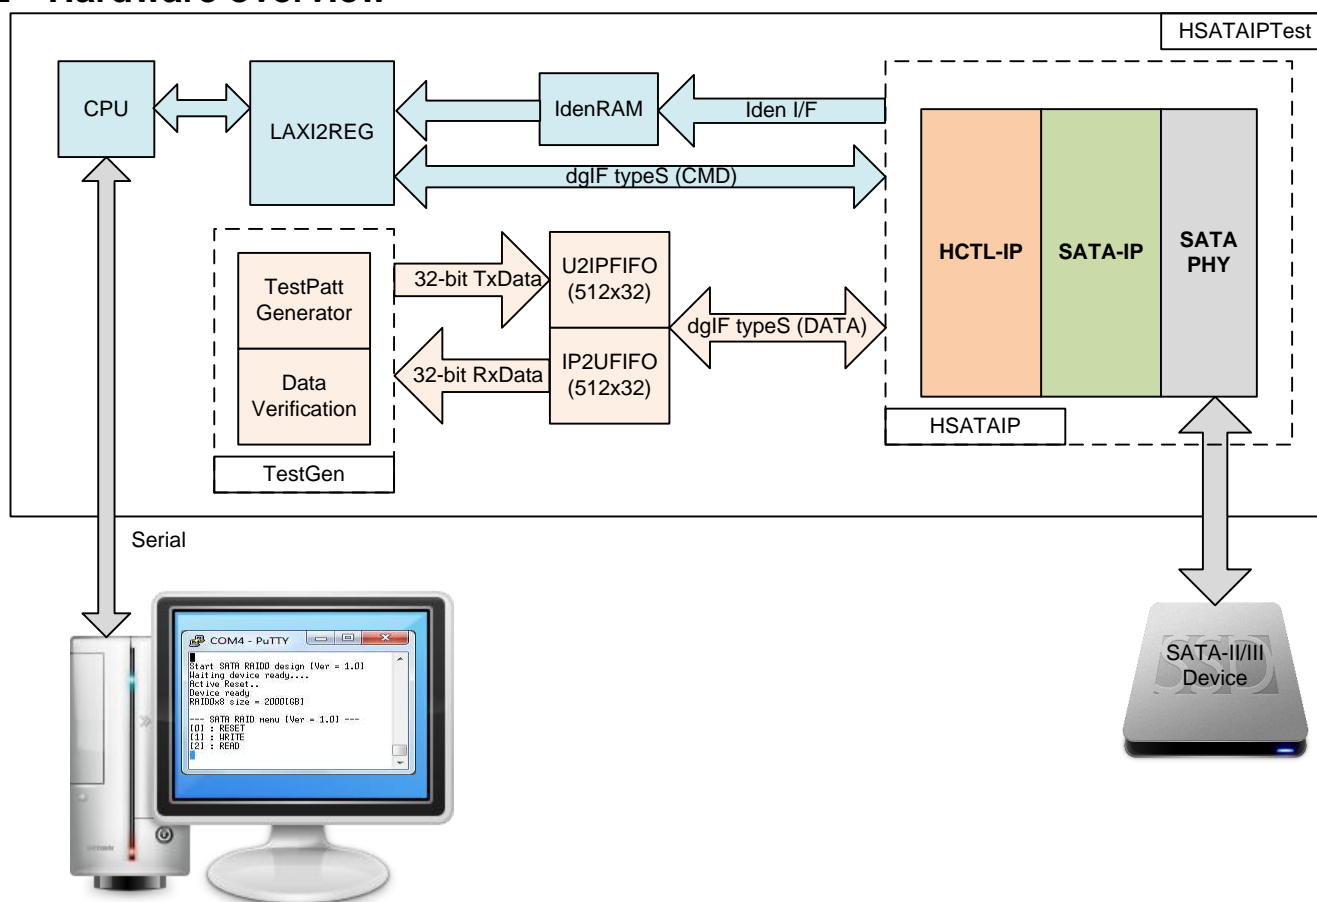 HSATAIPTest
CPU
LAXI2REG
IdenRAM
Iden I/F
dgIF typeS (CMD)
HCTL-IP
SATA-IP
SATA
PHY
TestPatt
Generator
Data
Verification
TestGen
32-bit TxData
32-bit RxData
U2IPFIFO
(512x32)
IP2UFIFO
(512x32)
dgIF typeS (DATA)
HSATAIP
Serial
COM4 - PuTTY
Start SATA RAID0 design [Ver = 1.0]
Waiting device ready....
Active Reset..
Device ready
RAID0x8 size = 2000[GB]
--- SATA RAID menu [Ver = 1.0] ---
[0] : RESET
[1] : WRITE
[2] : READ
SSD
SATA-II/III
Device